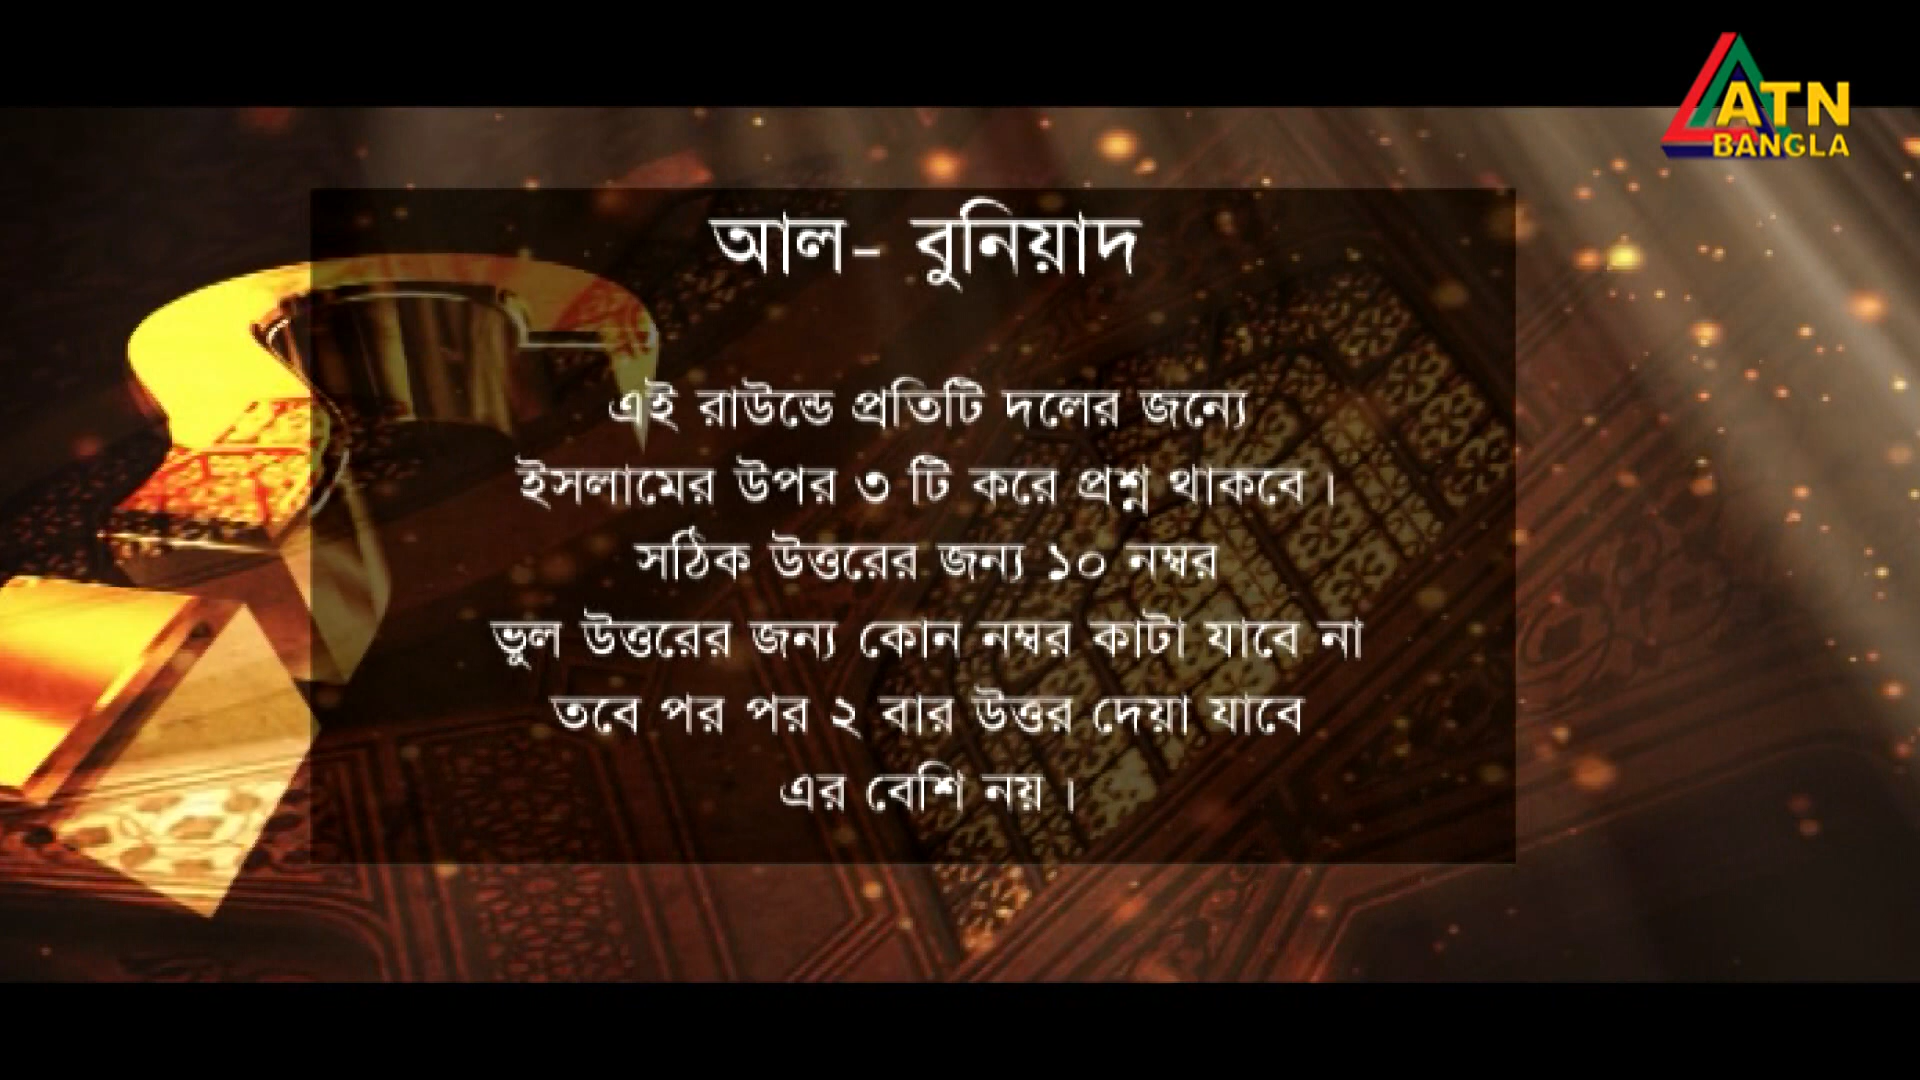 ATN
BANGLA
আল- বুনিয়াদ
এই রাউন্ডে প্রতিটি দলের জন্যে
ইসলামের উপর ৩ টি করে প্রশ্ন থাকবে।
সঠিক উত্তরের জন্য ১০ নম্বর
ভুল উত্তরের জন্য কোন নম্বর কাটা যাবে না
তবে পর পর ২ বার উত্তর দেয়া যাবে
এর বেশি নয়।